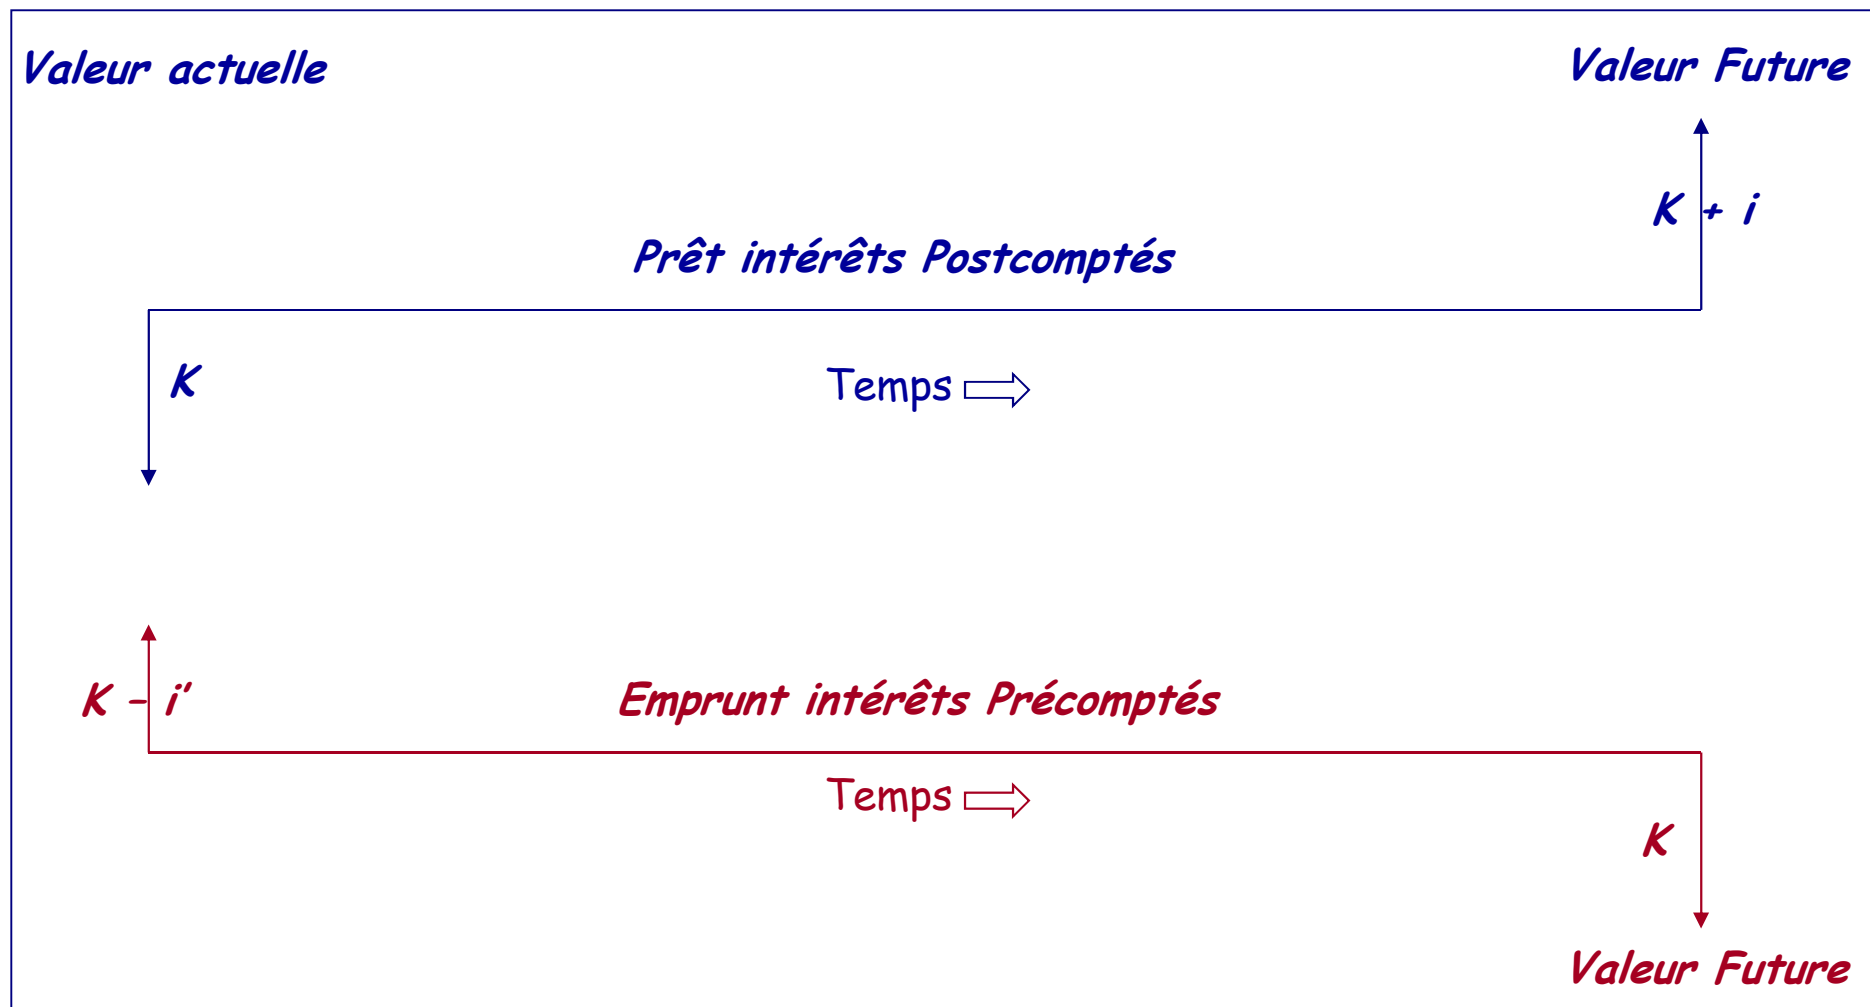 Valeur actuelle
Valeur Future
K + i
Prêt intérêts Postcomptés
K
Temps
K - i'
Emprunt intérêts Précomptés
Temps
K
Valeur Future